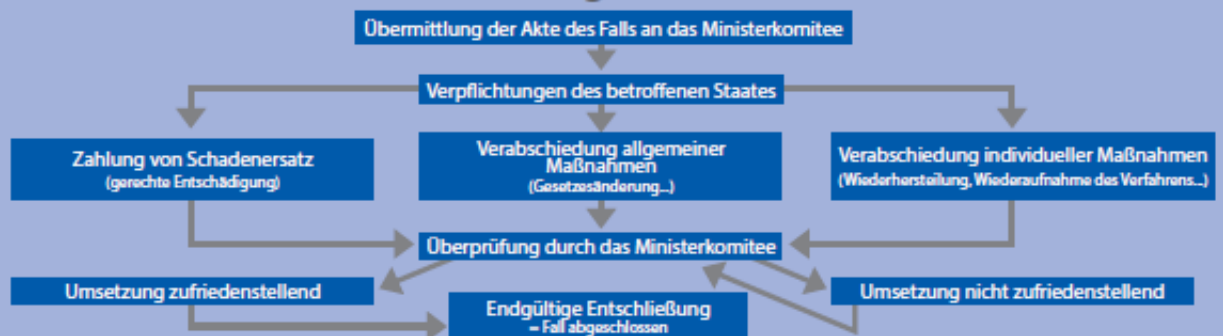 Übermittlung der Akte des Falls an das Ministerkomitee
Verpflichtungen des betroffenen Staates
Zahlung von Schadenersatz
(gerechte Entschädigung)
Verabschiedung allgemeiner
Maßnahmen
(Gesetzesänderung...)
Verabschiedung individueller Maßnahmen
(Wiederherstellung, Wiederaufnahme des Verfahrens...)
Überprüfung durch das Ministerkomitee
Umsetzung zufriedenstellend
Umsetzung nicht zufriedenstellend
Endgültige Entschließung
= Fall abgeschlossen